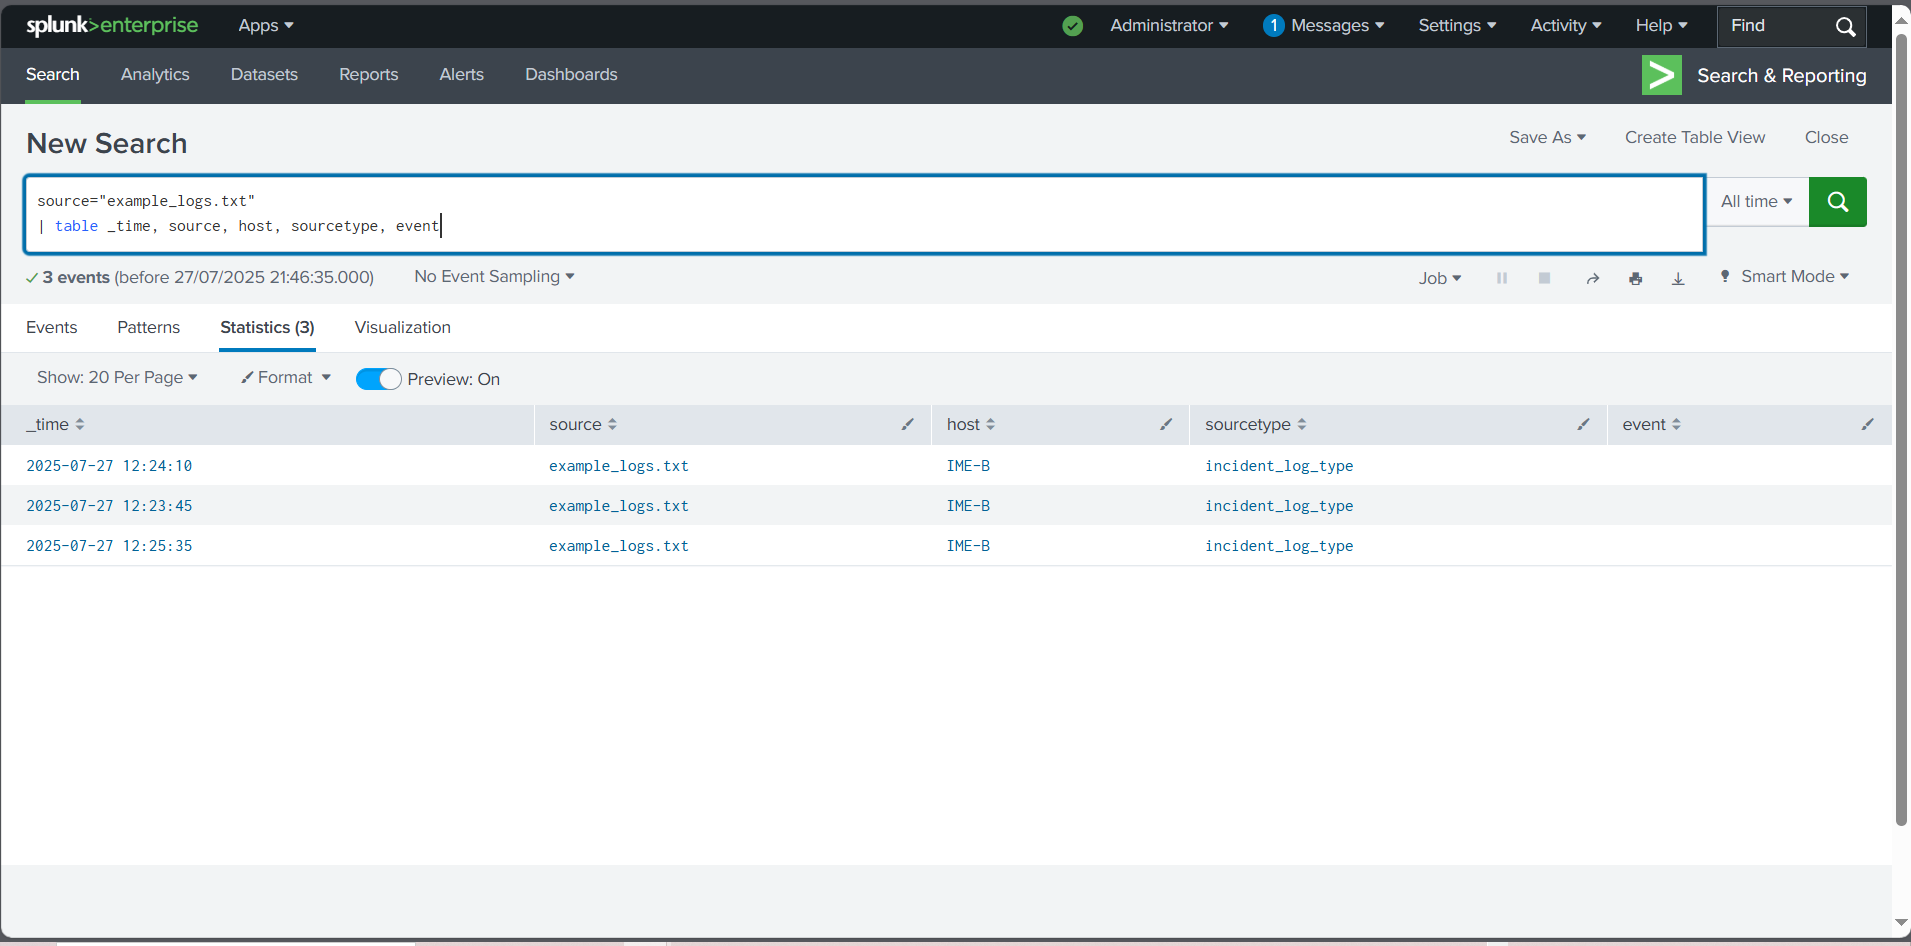 splunk>enterprise Apps Administrator 1 Messages Settings Activity Help Find
Search Analytics Datasets Reports Alerts Dashboards > Search & Reporting
New Search Save As Create Table View Close
source="example_logs.txt"
| table _time, source, host, sourcetype, event
All time
✓ 3 events (before 27/07/2025 21:46:35.000) No Event Sampling Job Smart Mode
Events Patterns Statistics (3) Visualization
Show: 20 Per Page Format Preview: On
_time source host sourcetype event
2025-07-27 12:24:10 example_logs.txt IME-B incident_log_type
2025-07-27 12:23:45 example_logs.txt IME-B incident_log_type
2025-07-27 12:25:35 example_logs.txt IME-B incident_log_type